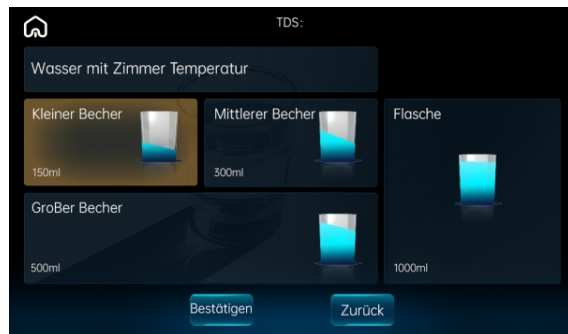 TDS:
Wasser mit Zimmer Temperatur
Kleiner Becher
150ml
Mittlerer Becher
300ml
Flasche
1000ml
GroBer Becher
500ml
Bestätigen
Zurück